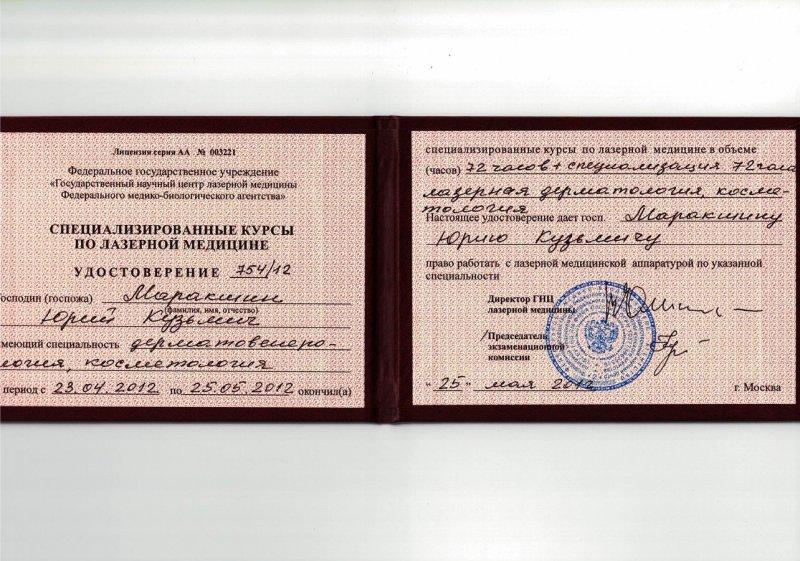 Лицензия серия АА № 003221
Федеральное государственное учреждение
«Государственный научный центр лазерной медицины
Федерального медико-биологического агентства»
СПЕЦИАЛИЗИРОВАННЫЕ КУРСЫ
ПО ЛАЗЕРНОЙ МЕДИЦИНЕ
УДОСТОВЕРЕНИЕ 754/12
осподин (госпожа) Маракшин
(фамилия, имя, отчество)
Юрий Кузьмич
меющий специальность дерматовенеро-
логия, косметология
период с 23.04.2012 по 25.05.2012 окончил(а)
специализированные курсы по лазерной медицине в объеме
(часов) 72 часов + специализация 72 часа
лазерная дерматология, косме-
тология
Настоящее удостоверение дает госп. Маракшину
Юрию Кузьмичу
право работать с лазерной медицинской аппаратурой по указанной
специальности
Директор ГНЦ
лазерной медицины
/Председатель
экзаменационной
комиссии
"25" мая 2012
г. Москва